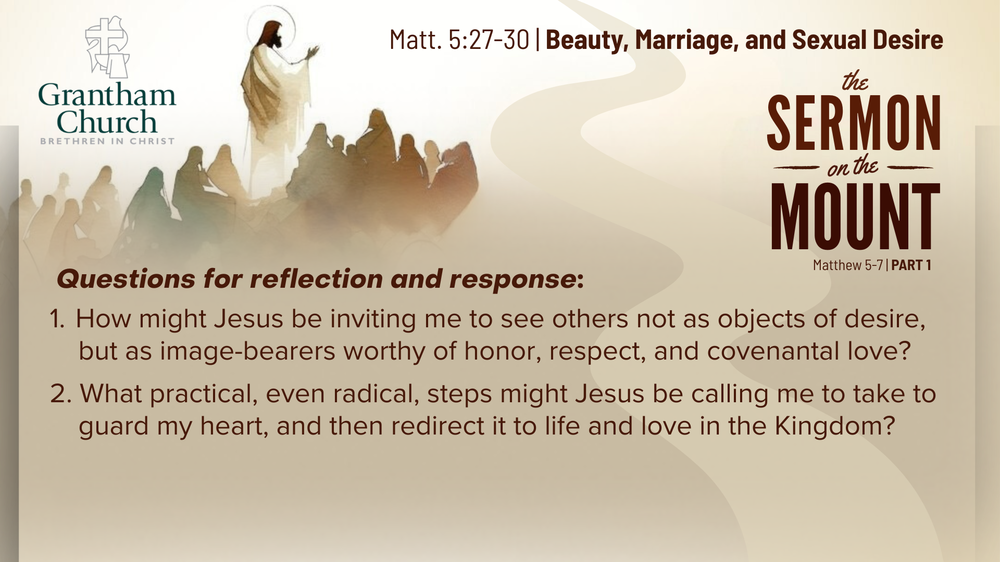 Grantham
Church
BRETHREN IN CHRIST
Matt. 5:27-30 | Beauty, Marriage, and Sexual Desire
the
SERMON
on the
MOUNT
Matthew 5-7 | PART 1
Questions for reflection and response:
1. How might Jesus be inviting me to see others not as objects of desire,
but as image-bearers worthy of honor, respect, and covenantal love?
2. What practical, even radical, steps might Jesus be calling me to take to
guard my heart, and then redirect it to life and love in the Kingdom?